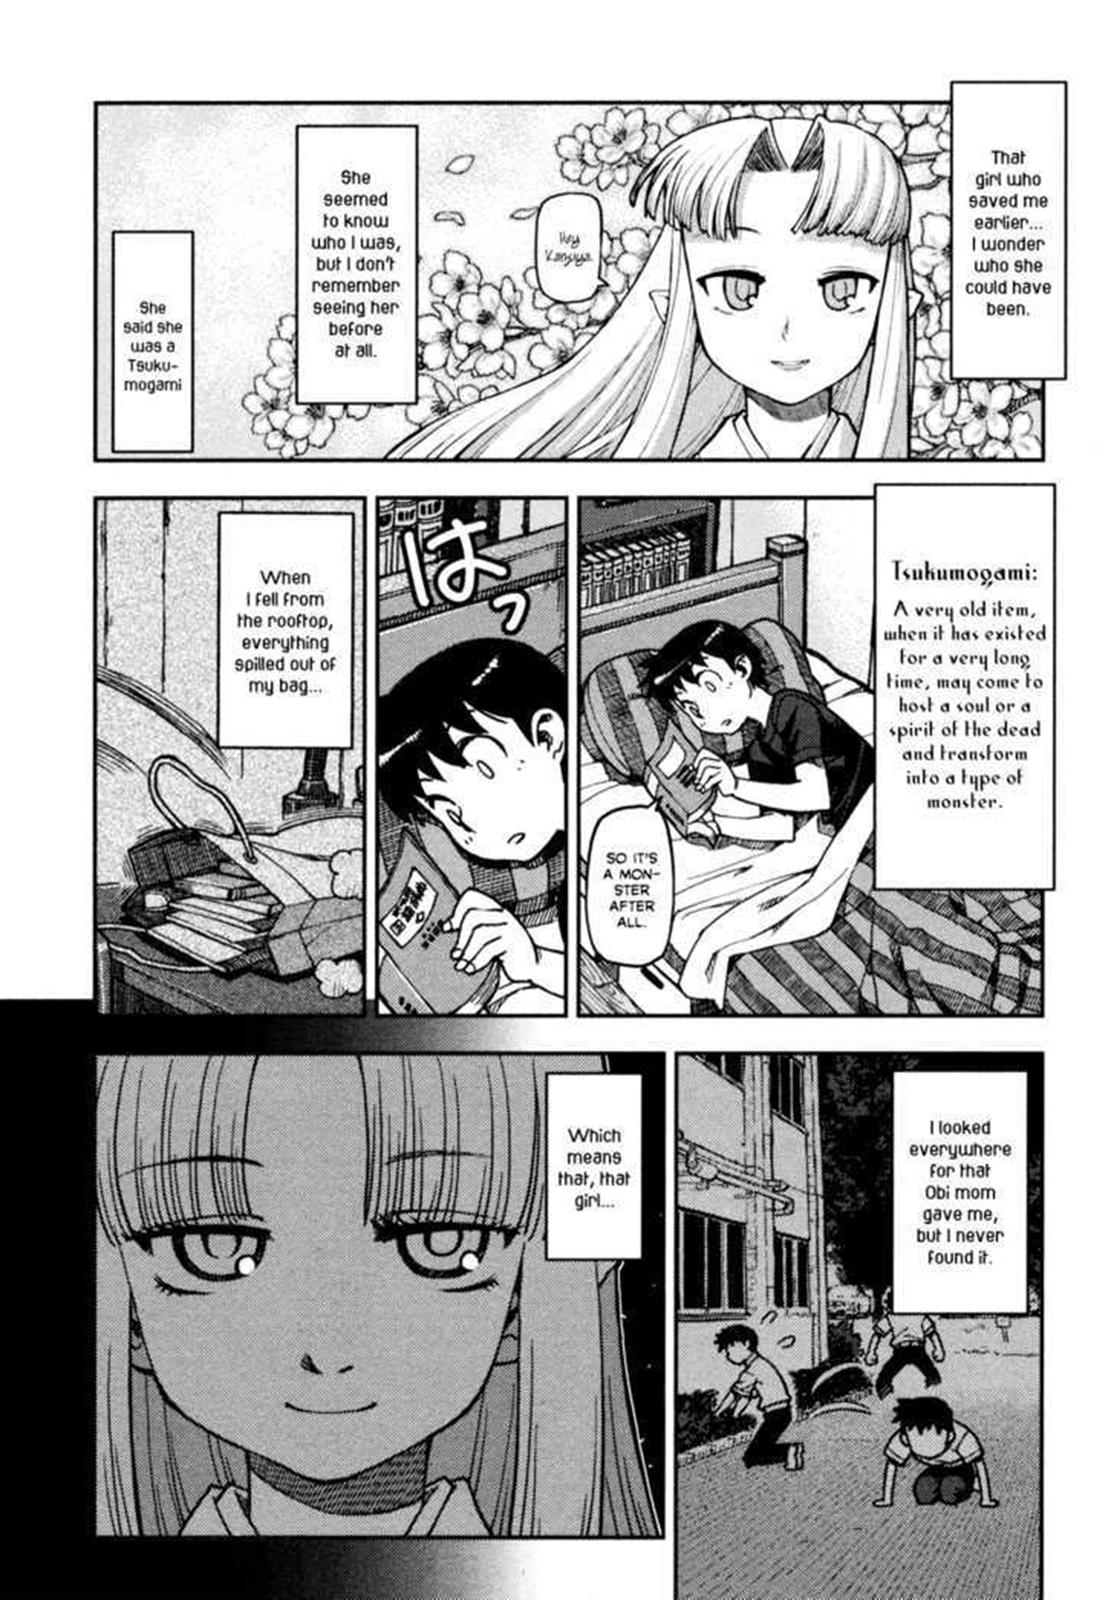 That
girl who
saved me
earlier...
I wonder
who she
could have
been.
Hey
Kanzuya.
She
seemed
to know
who I was,
but I don't
remember
seeing her
before
at all.
She
said she
was a
Tsuku-
mogami
Tsukumogami:
A very old item,
when it has existed
for a very long
time, may come to
host a soul or a
spirit of the dead
and transform
into a type of
monster.
SO IT'S
A MON-
STER
AFTER
ALL.
はっ
When
I fell from
the rooftop,
everything
spilled out of
my bag...
I looked
everywhere
for that
Obi mom
gave me,
but I never
found it.
Which
means
that, that
girl...